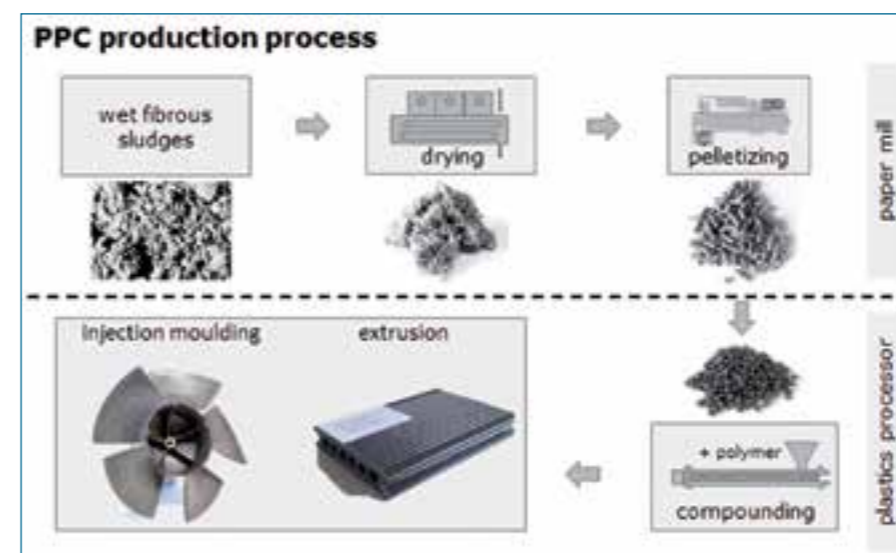 PPC production process
wet fibrous
sludges
drying
pelletizing
paper mill
injection moulding
extrusion
+ polymer
compounding
plastics processor